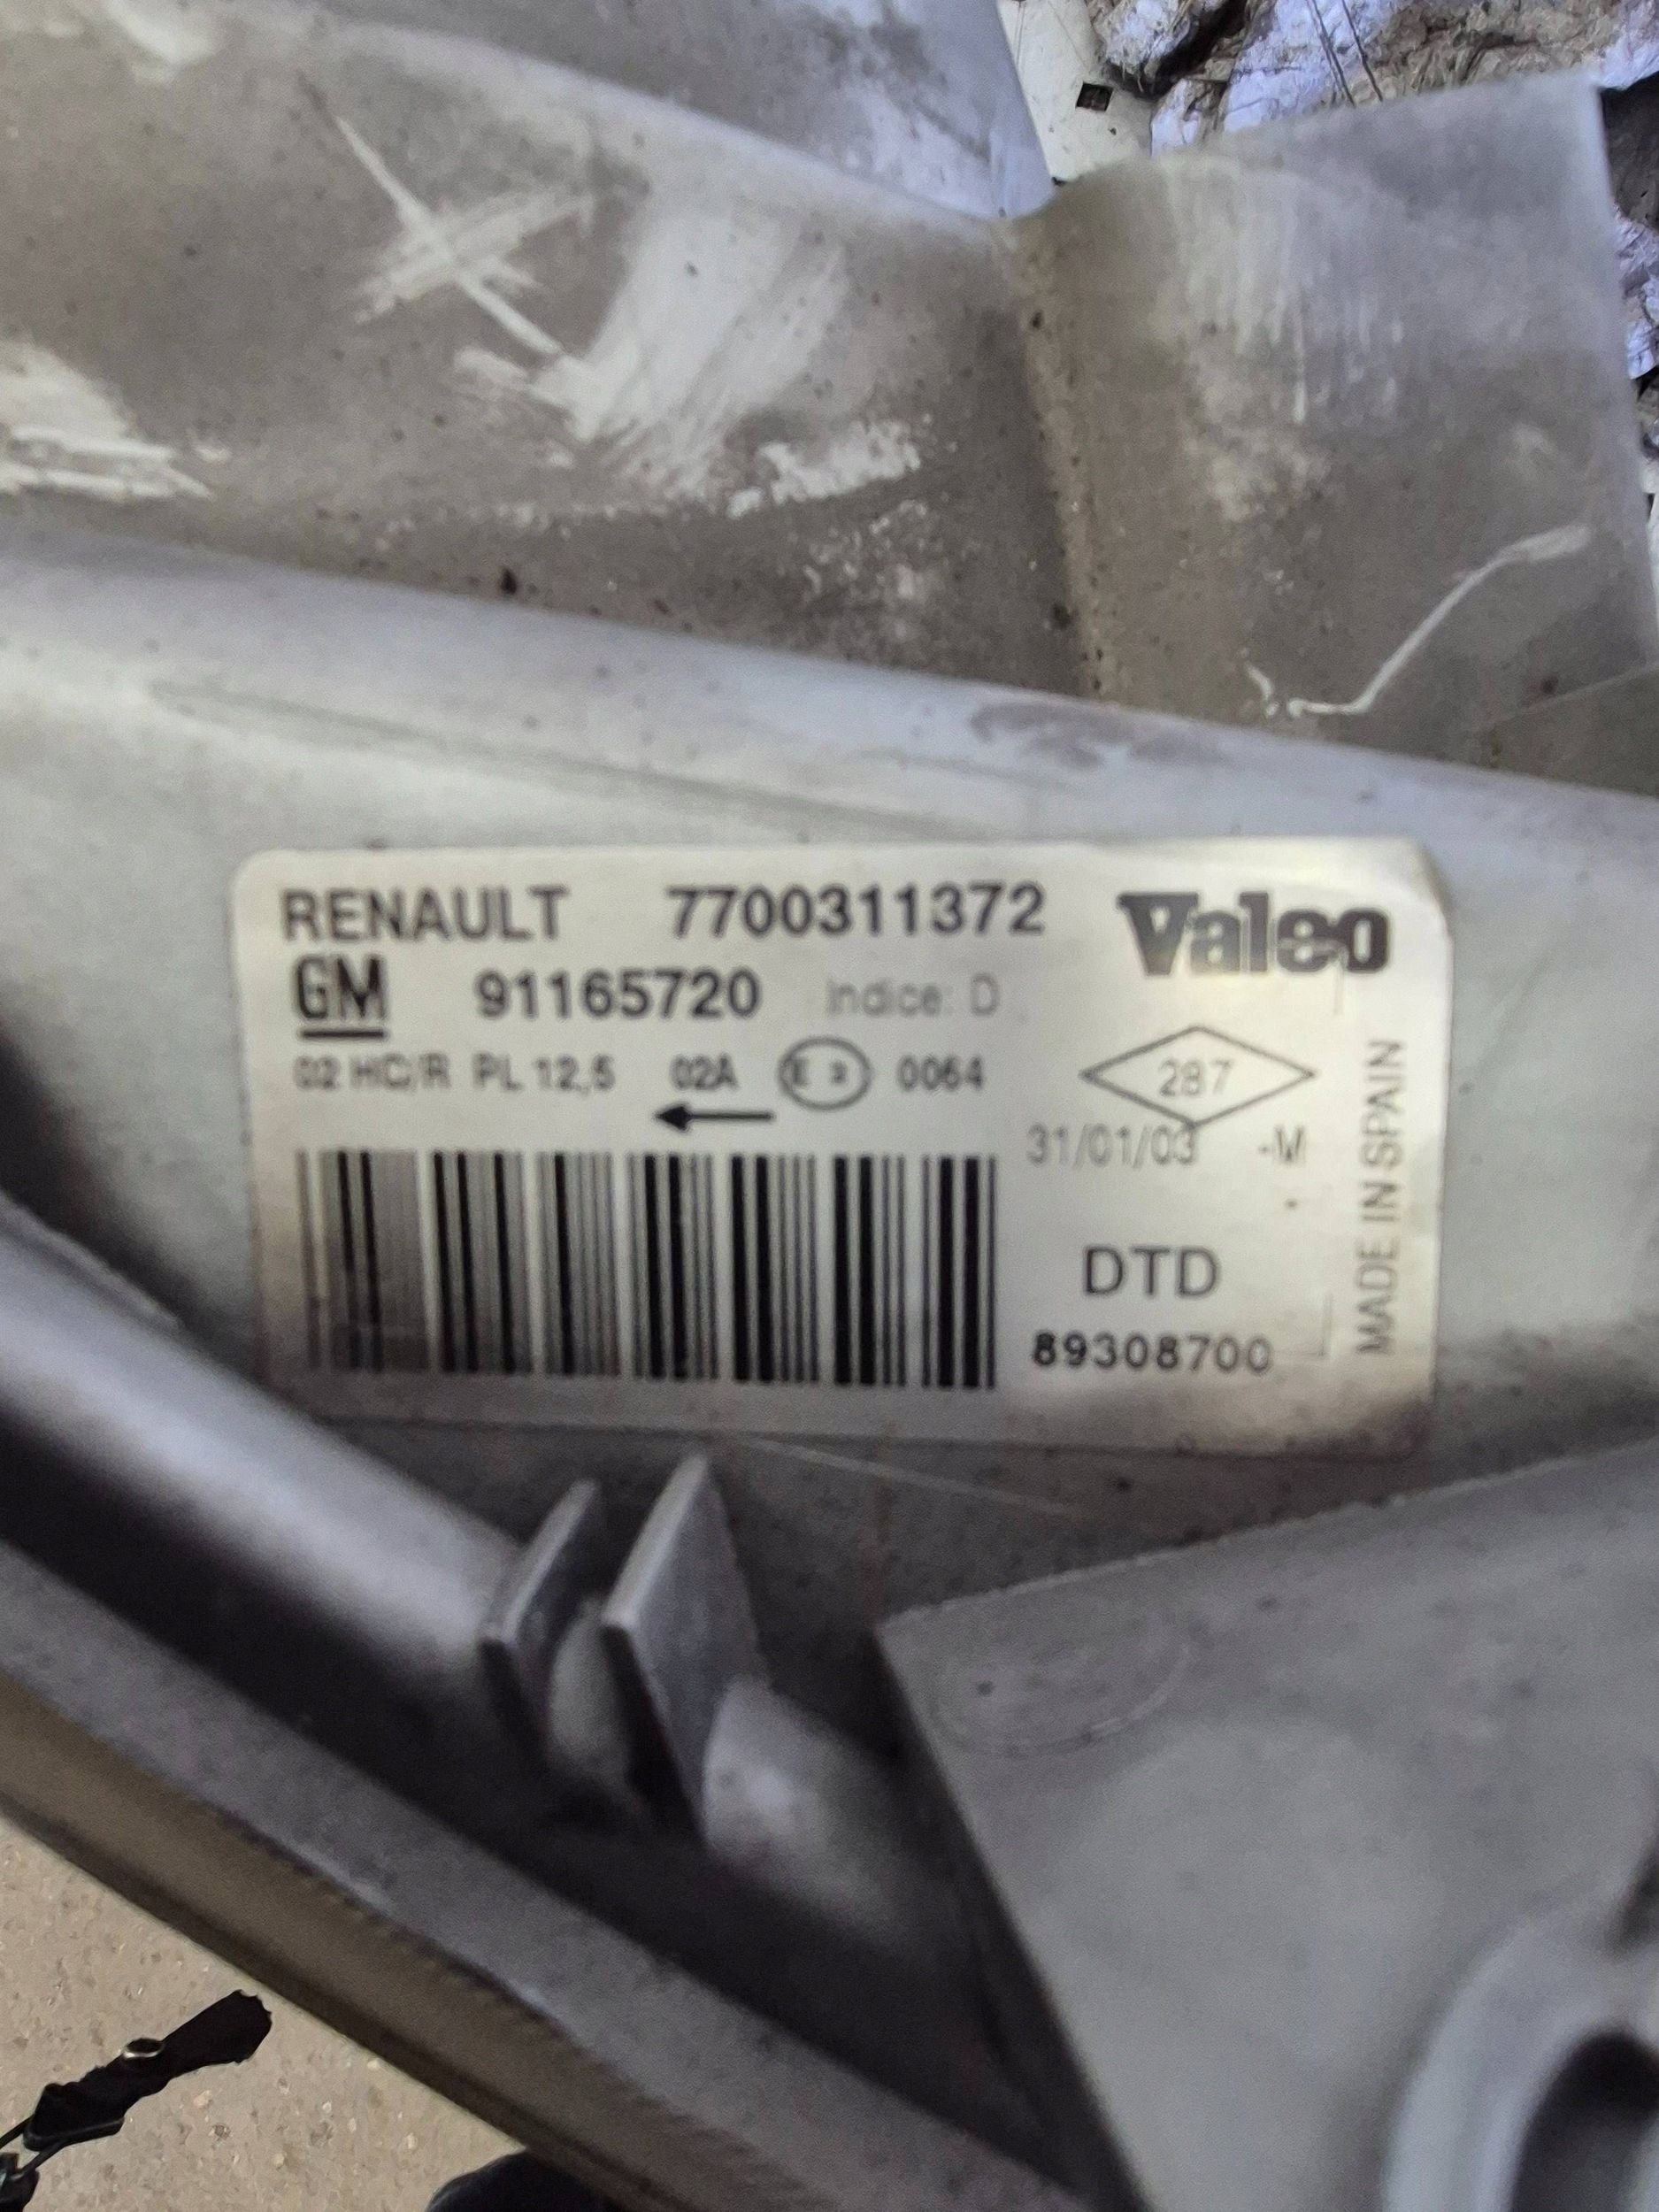 RENAULT 7700311372 Valeo
GM 91165720 Indice: D
02 HC/R PL 12,5 02A E 0064
287
31/01/03 -M
DTD
89308700
MADE IN SPAIN